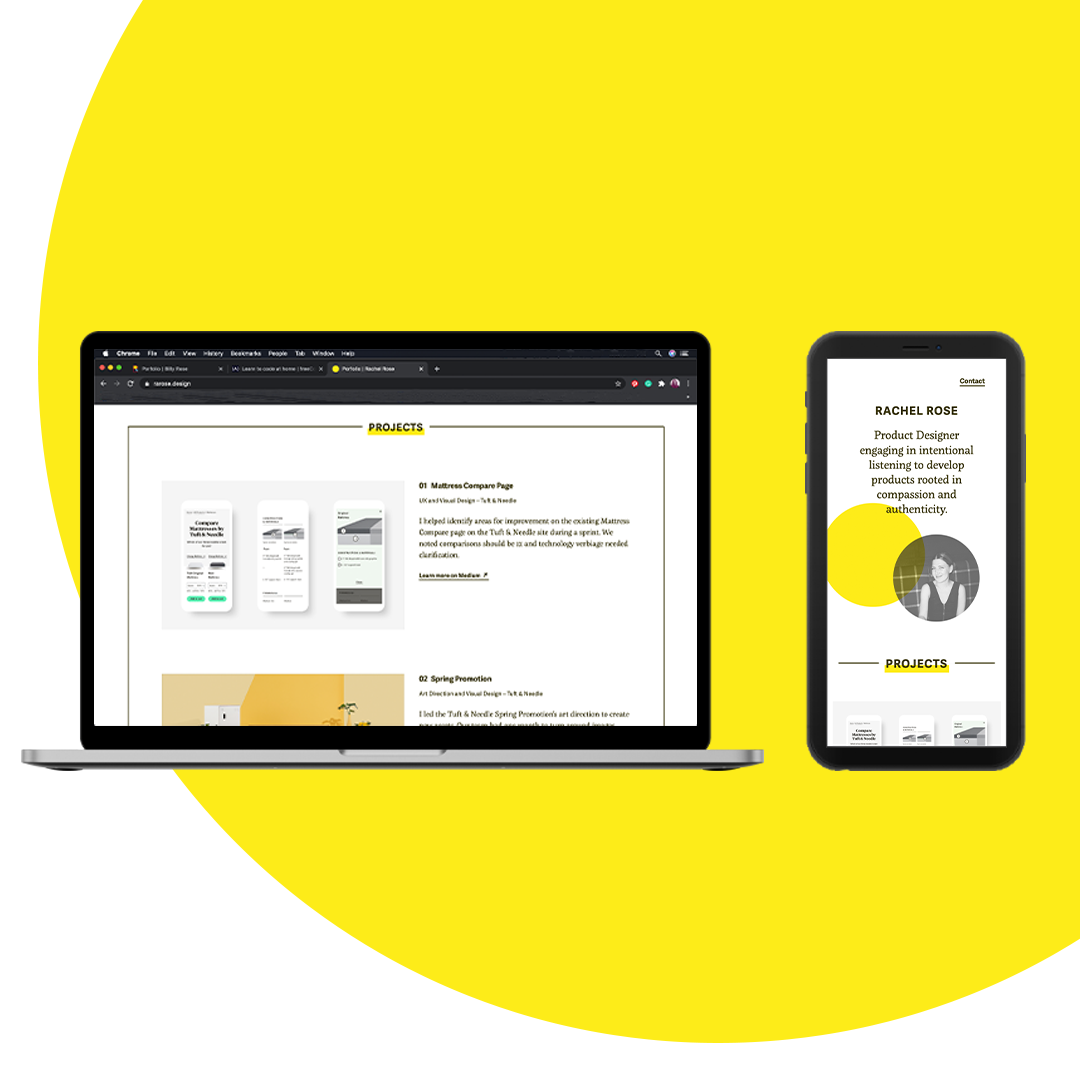 Chrome File Edit View History Bookmarks People Tab Window Help
Portfolio | Billy Rose
Learn to code at home | free
Portfolio | Rachel Rose
rarose.design
PROJECTS
Compare
Mattresses by
Tuft & Needle
01 Mattress Compare Page
UX and Visual Design – Tuft & Needle
I helped identify areas for improvement on the existing Mattress
Compare page on the Tuft & Needle site during a sprint. We
noted comparisons should be 1:1 and technology verbiage needed
clarification.
Learn more on Medium ↗
02 Spring Promotion
Art Direction and Visual Design – Tuft & Needle
I led the Tuft & Needle Spring Promotion's art direction to create
Contact
RACHEL ROSE
Product Designer
engaging in intentional
listening to develop
products rooted in
compassion and
authenticity.
PROJECTS
Compare
Mattresses by
Tuft & Needle